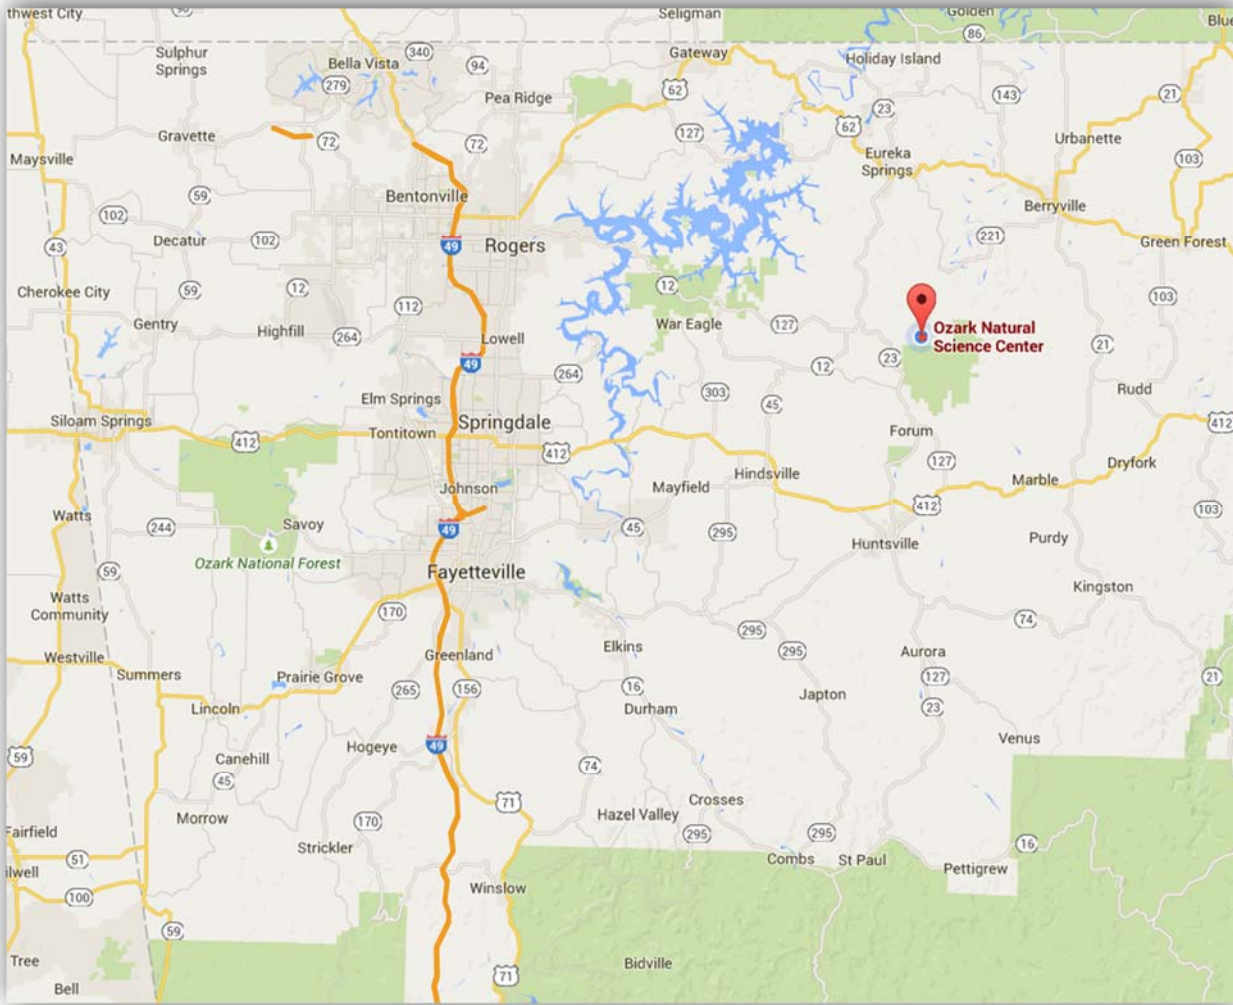 thwest City
Seligman
Golden
86
Blue
Sulphur
Springs
340
Bella Vista
94
279
Gateway
Holiday Island
62
Pea Ridge
23
143
21
Gravette
72
72
127
62
Urbanette
Maysville
Eureka
Springs
103
59
Bentonville
Berryville
102
Decatur
102
43
49
Rogers
221
Green Forest
Cherokee City
59
12
12
103
112
Gentry
Highfill
264
War Eagle
127
Ozark Natural
Science Center
Lowell
49
23
21
12
264
Elm Springs
303
45
Rudd
Siloam Springs
Springdale
412
412
Tontitown
412
Forum
127
Dryfork
Hindsville
Marble
Johnson
Mayfield
412
103
Watts
244
Savoy
49
45
295
Huntsville
Purdy
Ozark National Forest
59
Fayetteville
Kingston
Watts
Community
170
295
74
Westville
Greenland
Elkins
295
Aurora
Summers
Prairie Grove
127
21
265
156
16
Japton
Lincoln
Durham
23
Hogeye
49
Venus
59
Canehill
74
45
Crosses
71
Hazel Valley
Morrow
170
295
295
Fairfield
Strickler
16
51
Combs
St Paul
Pettigrew
ilwell
100
Winslow
59
Tree
Bidville
71
Bell